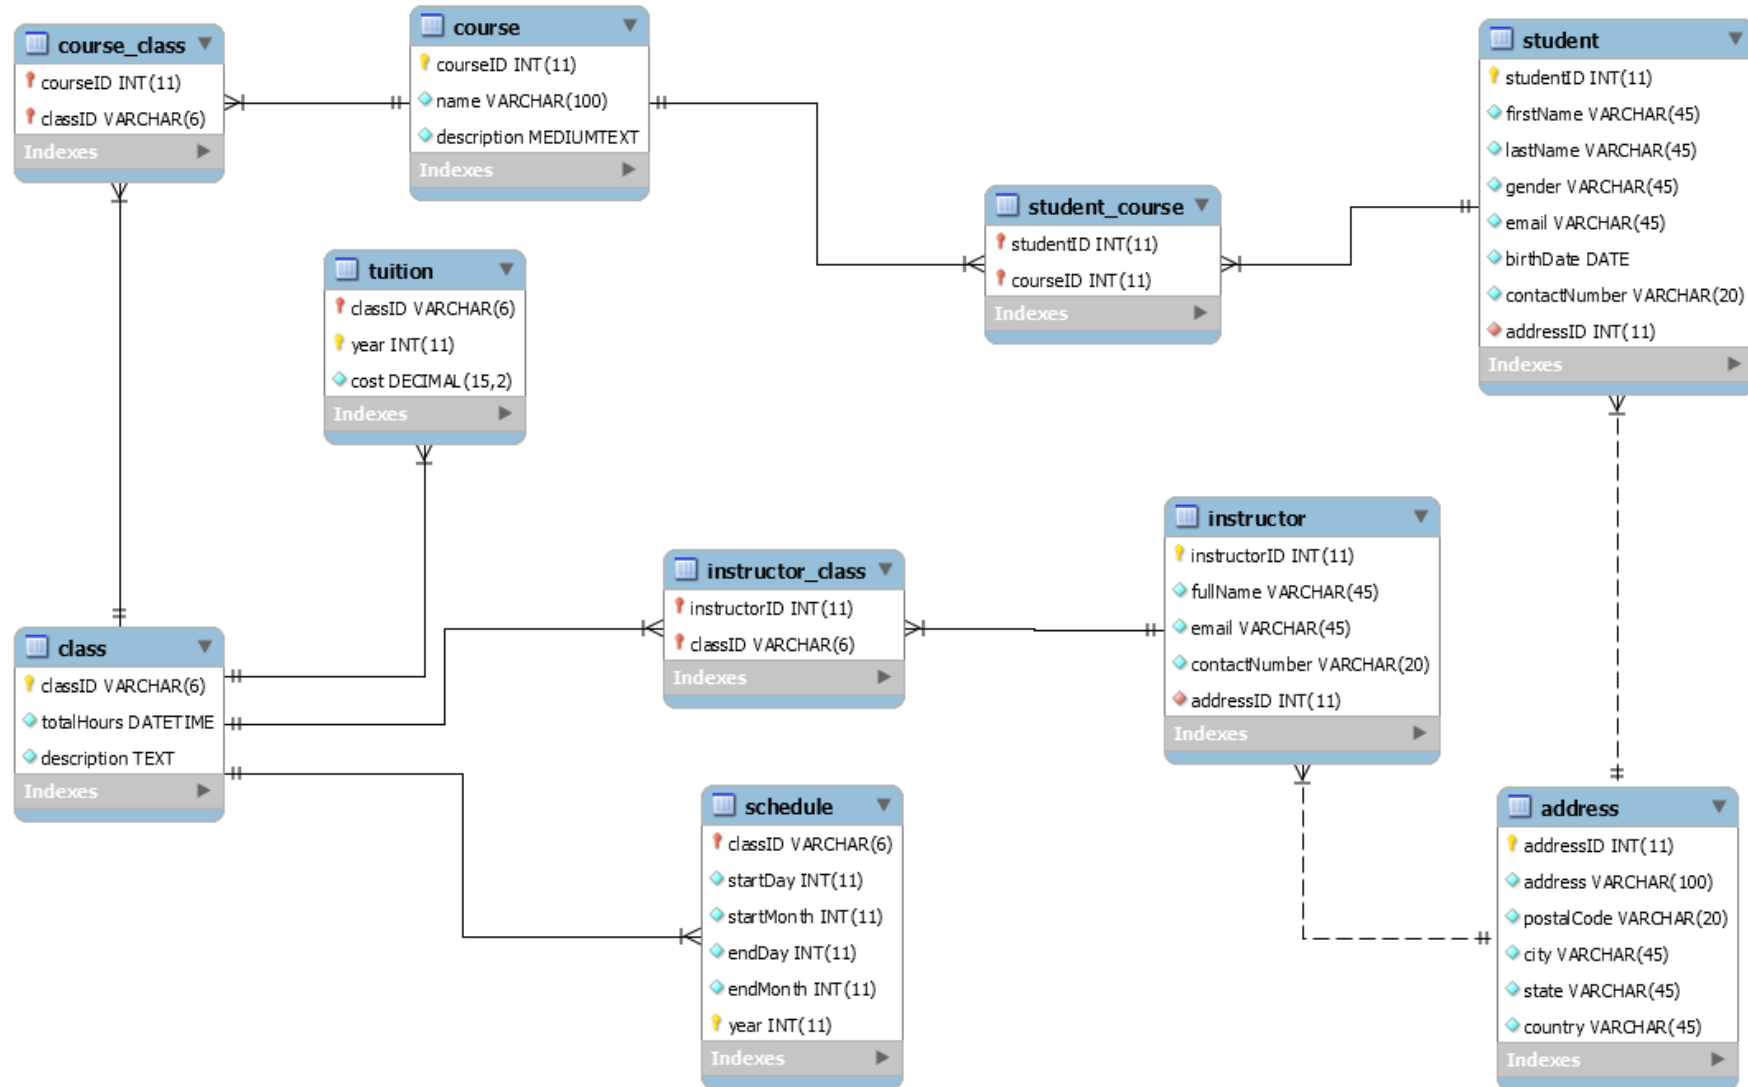 course_class
courseID INT(11)
classID VARCHAR(6)
Indexes
course
courseID INT(11)
name VARCHAR(100)
description MEDIUMTEXT
Indexes
student
studentID INT(11)
firstName VARCHAR(45)
lastName VARCHAR(45)
gender VARCHAR(45)
email VARCHAR(45)
birthDate DATE
contactNumber VARCHAR(20)
addressID INT(11)
Indexes
student_course
studentID INT(11)
courseID INT(11)
Indexes
tuition
classID VARCHAR(6)
year INT(11)
cost DECIMAL(15,2)
Indexes
instructor
instructorID INT(11)
fullName VARCHAR(45)
email VARCHAR(45)
contactNumber VARCHAR(20)
addressID INT(11)
Indexes
instructor_class
instructorID INT(11)
classID VARCHAR(6)
Indexes
class
classID VARCHAR(6)
totalHours DATETIME
description TEXT
Indexes
schedule
classID VARCHAR(6)
startDay INT(11)
startMonth INT(11)
endDay INT(11)
endMonth INT(11)
year INT(11)
Indexes
address
addressID INT(11)
address VARCHAR(100)
postalCode VARCHAR(20)
city VARCHAR(45)
state VARCHAR(45)
country VARCHAR(45)
Indexes